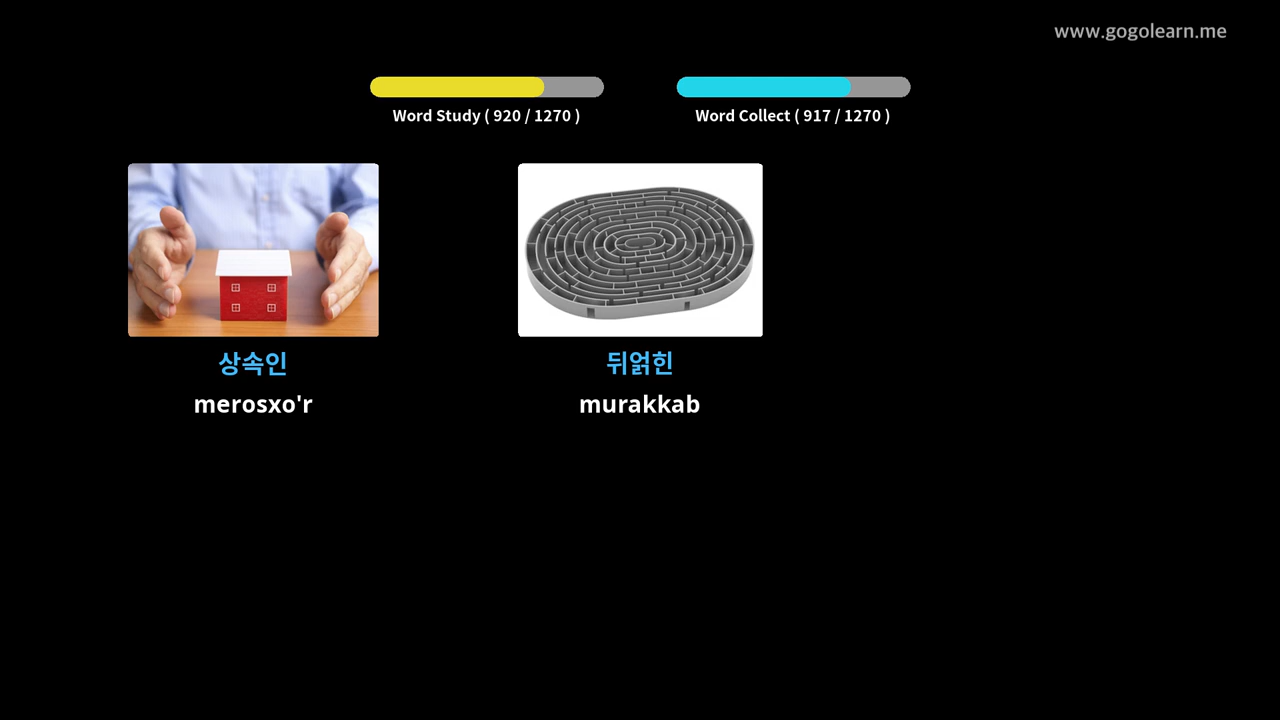 www.gogolearn.me
Word Study ( 920 / 1270 )
Word Collect ( 917 / 1270 )
상속인
merosxo'r
뒤얽힌
murakkab